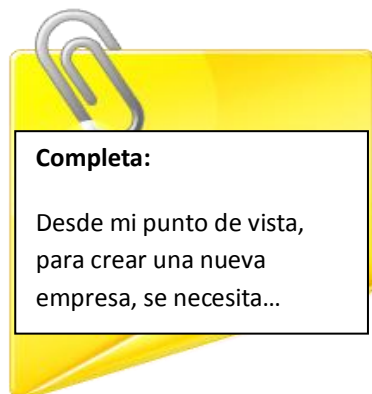 Completa:
Desde mi punto de vista,
para crear una nueva
empresa, se necesita…